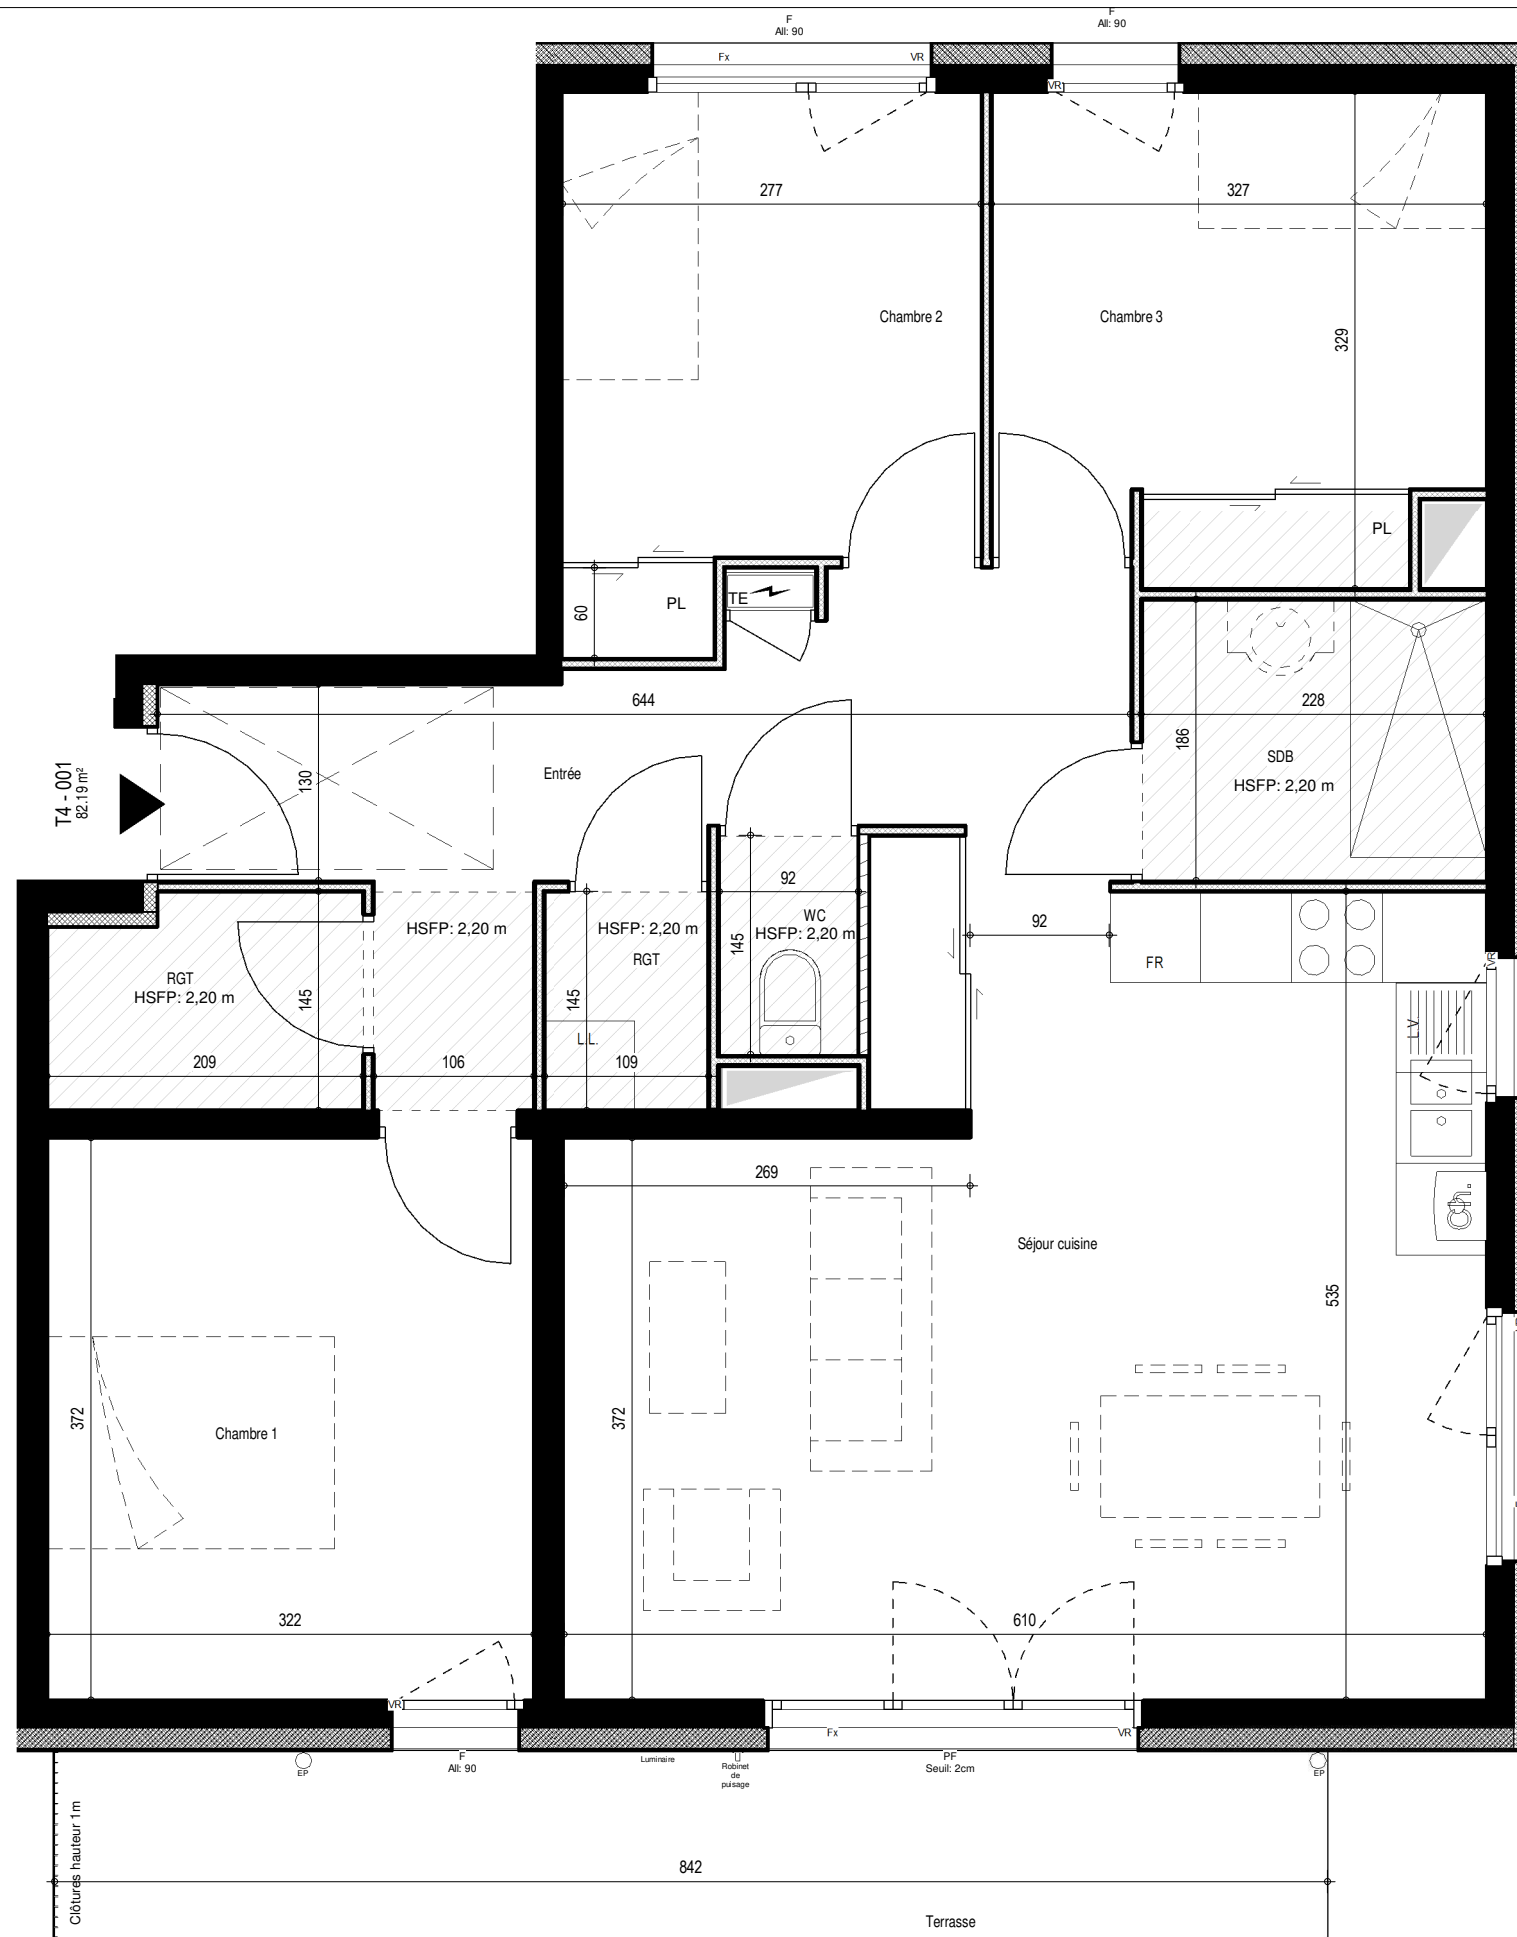 F
All: 90
F
All: 90
Fx
VR
VR
277
327
Chambre 2
Chambre 3
329
PL
PL
TE
60
644
228
186
SDB
HSFP: 2,20 m
Entrée
130
T4 - 001
82.19 m²
92
WC
HSFP: 2,20 m
145
HSFP: 2,20 m
HSFP: 2,20 m
RGT
RGT
HSFP: 2,20 m
145
145
L.L.
209
106
109
92
FR
VR
L.V.
269
Séjour cuisine
Ch.
535
372
372
Chambre 1
322
610
VR
Fx
VR
F
All: 90
EP
Luminaire
Robinet
de
puisage
PF
Seuil: 2cm
EP
Clôtures hauteur 1m
842
Terrasse